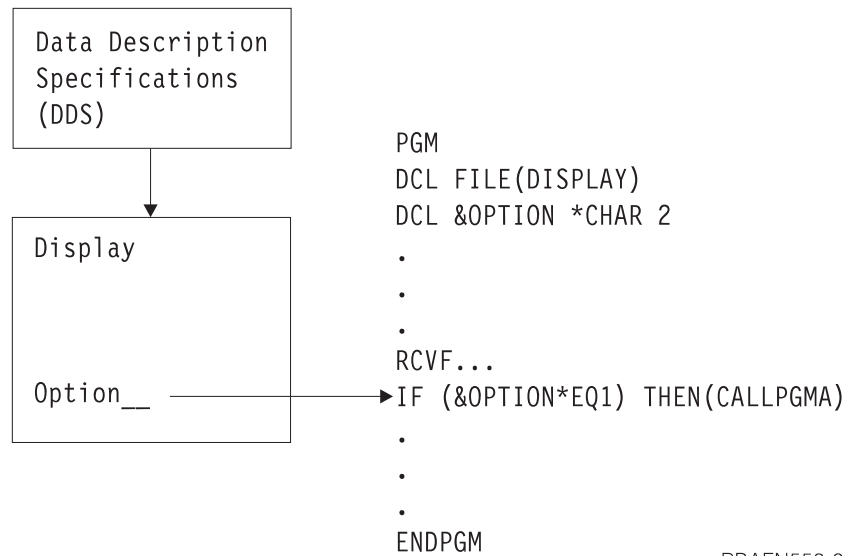 Data Description
Specifications
(DDS)
Display
Option__
PGM
DCL FILE(DISPLAY)
DCL &OPTION *CHAR 2
.
.
.
RCVF...
IF (&OPTION*EQ1) THEN(CALLPGMA)
.
.
.
ENDPGM